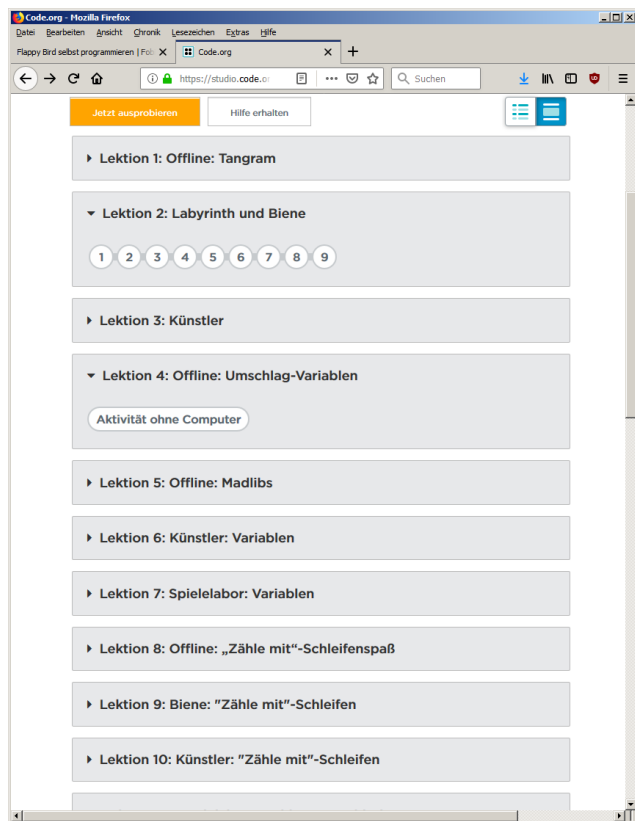 Code.org - Mozilla Firefox
Datei Bearbeiten Ansicht Chronik Lesezeichen Extras Hilfe
Flappy Bird selbst programmieren | Fob
Code.org
https://studio.code.or
Suchen
Jetzt ausprobieren
Hilfe erhalten
Lektion 1: Offline: Tangram
Lektion 2: Labyrinth und Biene
1 2 3 4 5 6 7 8 9
Lektion 3: Künstler
Lektion 4: Offline: Umschlag-Variablen
Aktivität ohne Computer
Lektion 5: Offline: Madlibs
Lektion 6: Künstler: Variablen
Lektion 7: Spielelabor: Variablen
Lektion 8: Offline: „Zähle mit“-Schleifenspaß
Lektion 9: Biene: "Zähle mit"-Schleifen
Lektion 10: Künstler: "Zähle mit"-Schleifen